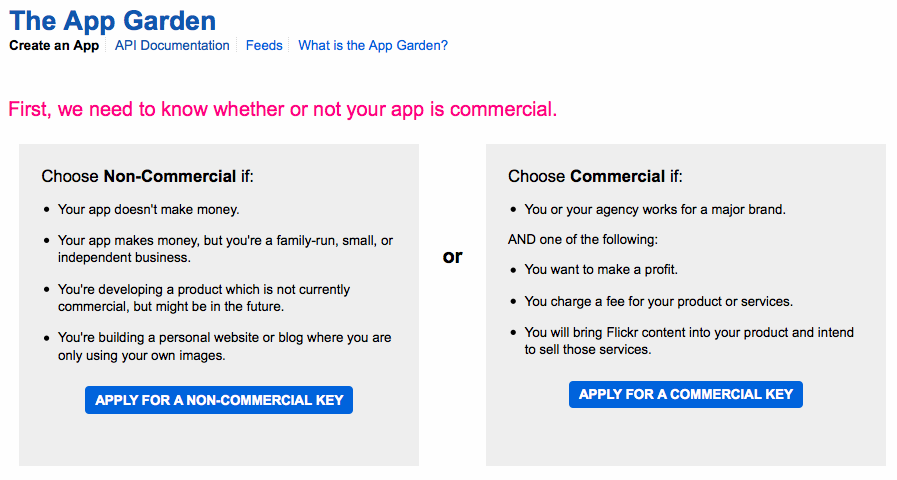 The App Garden
Create an App API Documentation Feeds What is the App Garden?
First, we need to know whether or not your app is commercial.
Choose Non-Commercial if:
• Your app doesn't make money.
• Your app makes money, but you're a family-run, small, or
independent business.
• You're developing a product which is not currently
commercial, but might be in the future.
• You're building a personal website or blog where you are
only using your own images.
APPLY FOR A NON-COMMERCIAL KEY
or
Choose Commercial if:
• You or your agency works for a major brand.
AND one of the following:
• You want to make a profit.
• You charge a fee for your product or services.
• You will bring Flickr content into your product and intend
to sell those services.
APPLY FOR A COMMERCIAL KEY